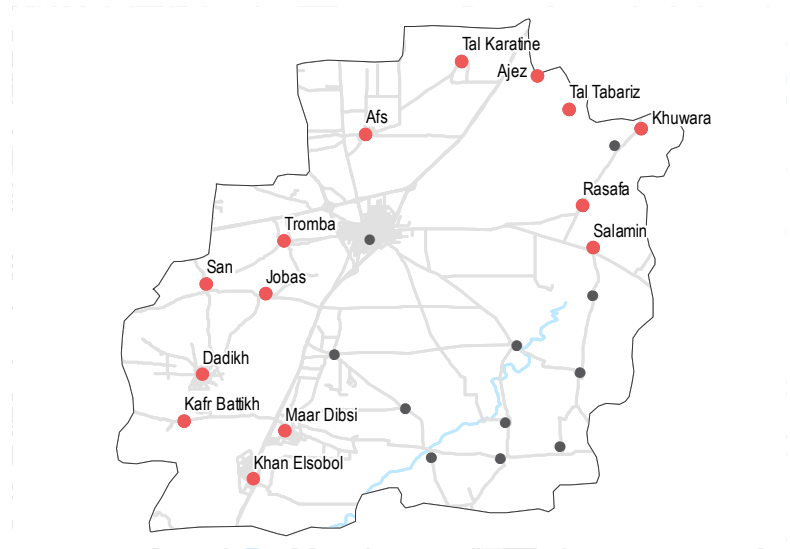 Tal Karatine
Ajez
Tal Tabariz
Khuwara
Afs
Rasafa
Salamin
Tromba
San
Jobas
Dadikh
Kafr Battikh
Maar Dibsi
Khan Elsobol